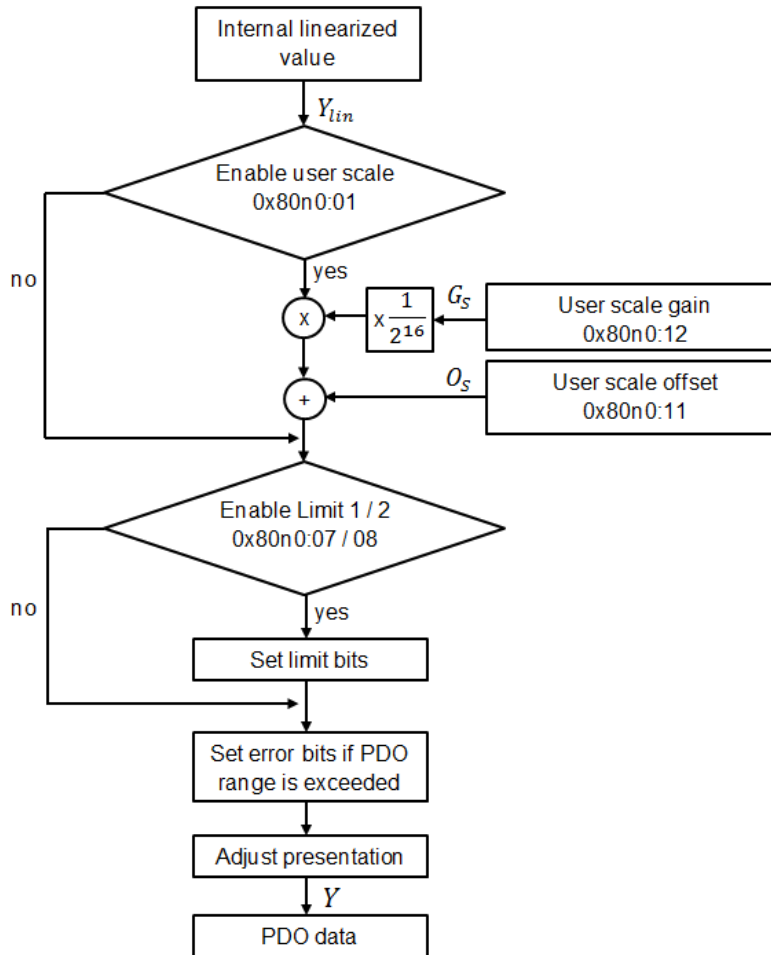 Internal linearized
value
Y_lin
Enable user scale
0x80n0:01
no
yes
x
x 1/2^16
G_S
User scale gain
0x80n0:12
+
O_S
User scale offset
0x80n0:11
Enable Limit 1 / 2
0x80n0:07 / 08
no
yes
Set limit bits
Set error bits if PDO
range is exceeded
Adjust presentation
Y
PDO data